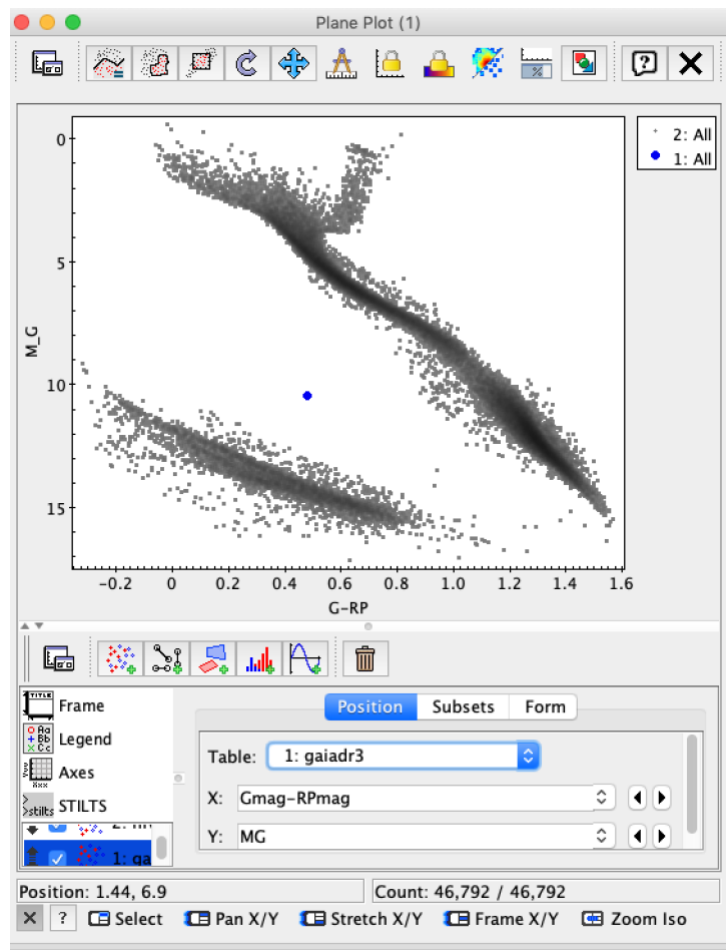 Plane Plot (1)
2: All
1: All
0
5
10
15
M_G
-0.2 0 0.2 0.4 0.6 0.8 1.0 1.2 1.4 1.6
G-RP
Frame
Legend
Axes
STILTS
1: ga
Position Subsets Form
Table: 1: gaiadr3
X: Gmag-RPmag
Y: MG
Position: 1.44, 6.9
Count: 46,792 / 46,792
Select Pan X/Y Stretch X/Y Frame X/Y Zoom Iso